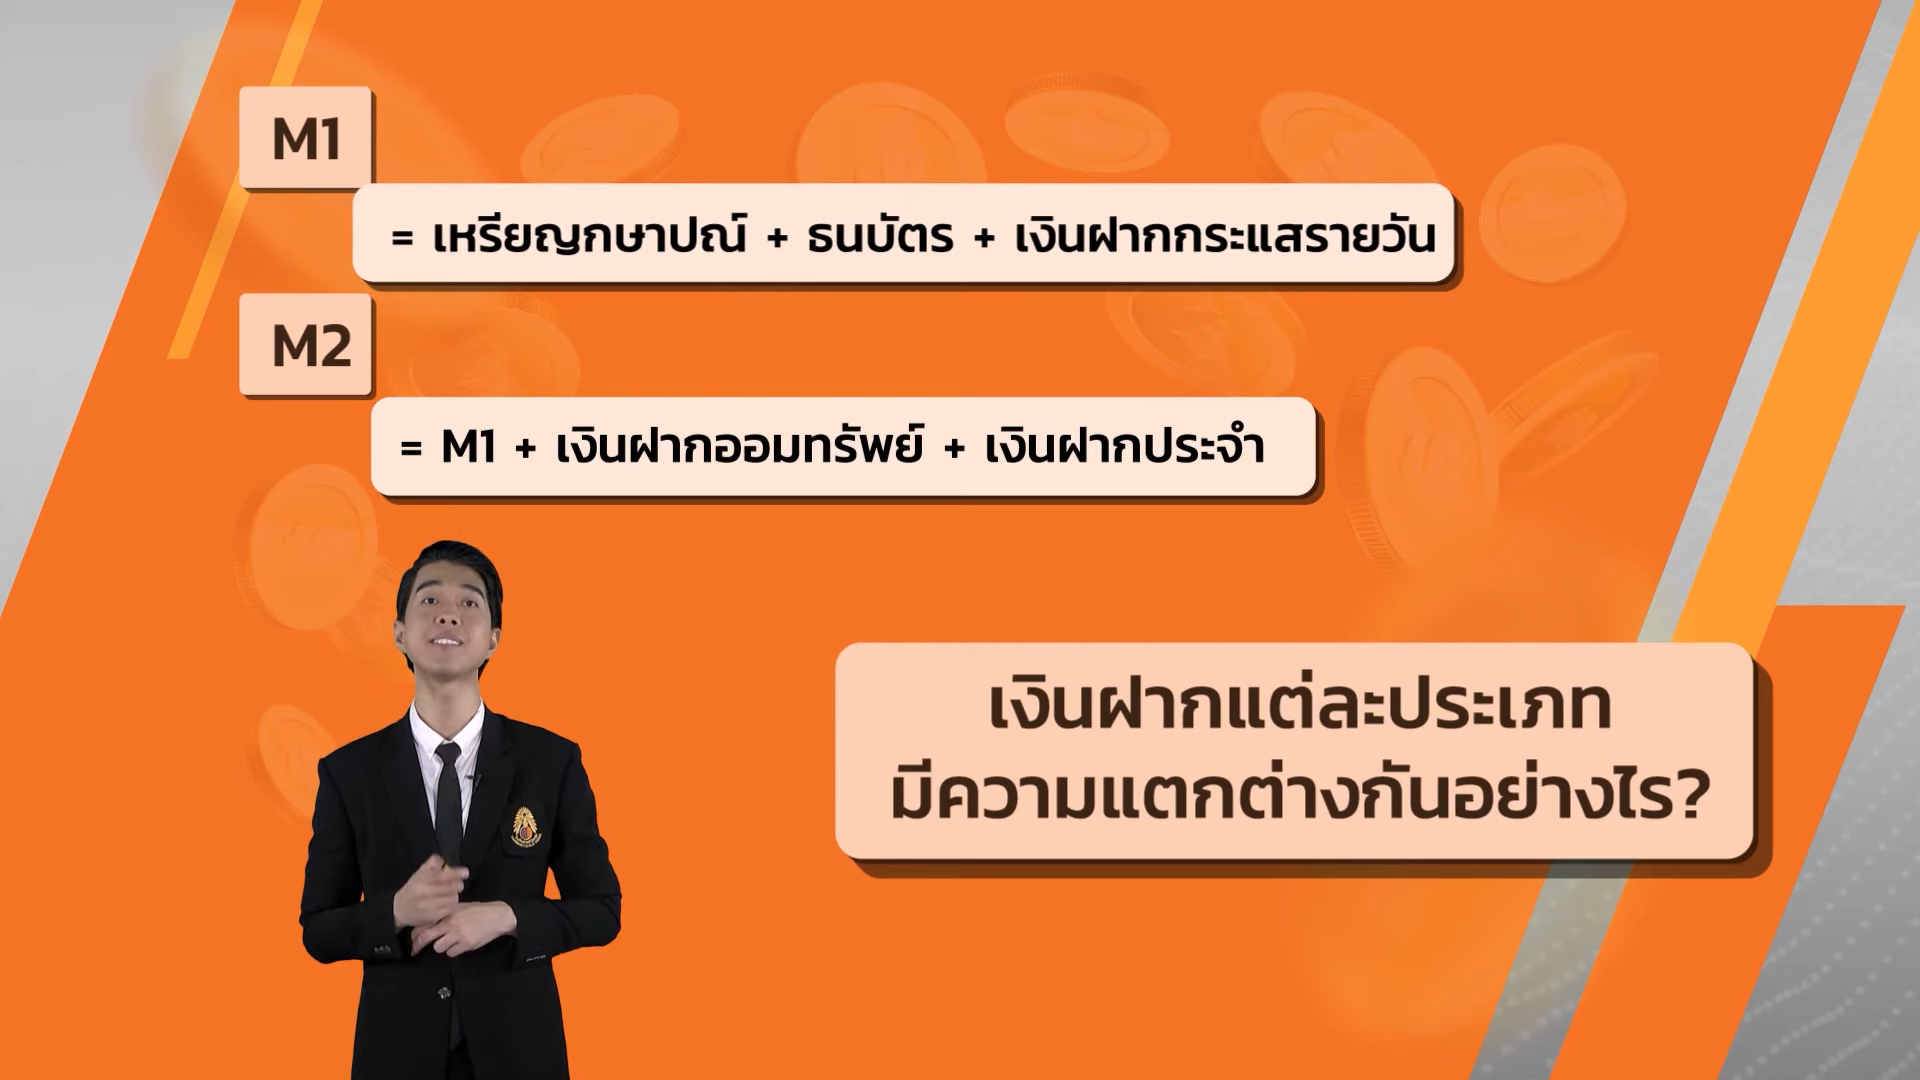 M1
= เหรียญกษาปณ์ + ธนบัตร + เงินฝากกระแสรายวัน
M2
= M1 + เงินฝากออมทรัพย์ + เงินฝากประจำ
เงินฝากแต่ละประเภท
มีความแตกต่างกันอย่างไร?